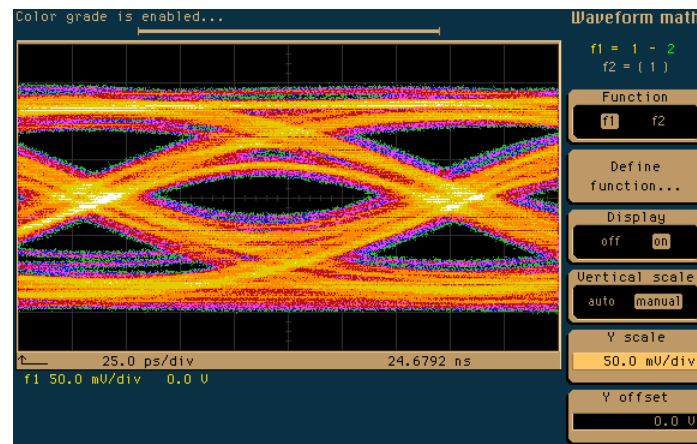 Color grade is enabled...
Waveform math
f1 = 1 - 2
f2 = ( 1 )
Function
f1 f2
Define
function...
Display
off on
Vertical scale
auto manual
Y scale
50.0 mV/div
Y offset
0.0 V
25.0 ps/div 24.6792 ns
f1 50.0 mV/div 0.0 V